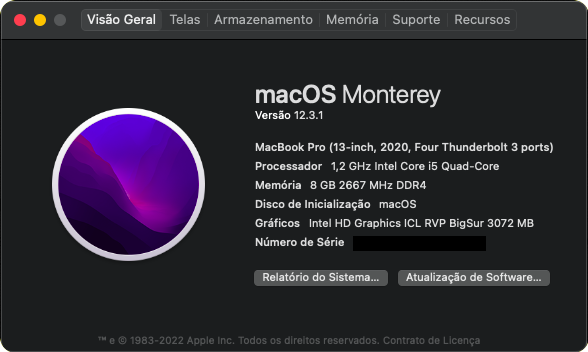 Visão Geral Telas Armazenamento Memória Suporte Recursos
macOS Monterey
Versão 12.3.1
MacBook Pro (13-inch, 2020, Four Thunderbolt 3 ports)
Processador 1,2 GHz Intel Core i5 Quad-Core
Memória 8 GB 2667 MHz DDR4
Disco de Inicialização macOS
Gráficos Intel HD Graphics ICL RVP BigSur 3072 MB
Número de Série
Relatório do Sistema... Atualização de Software...
™ e © 1983-2022 Apple Inc. Todos os direitos reservados. Contrato de Licença